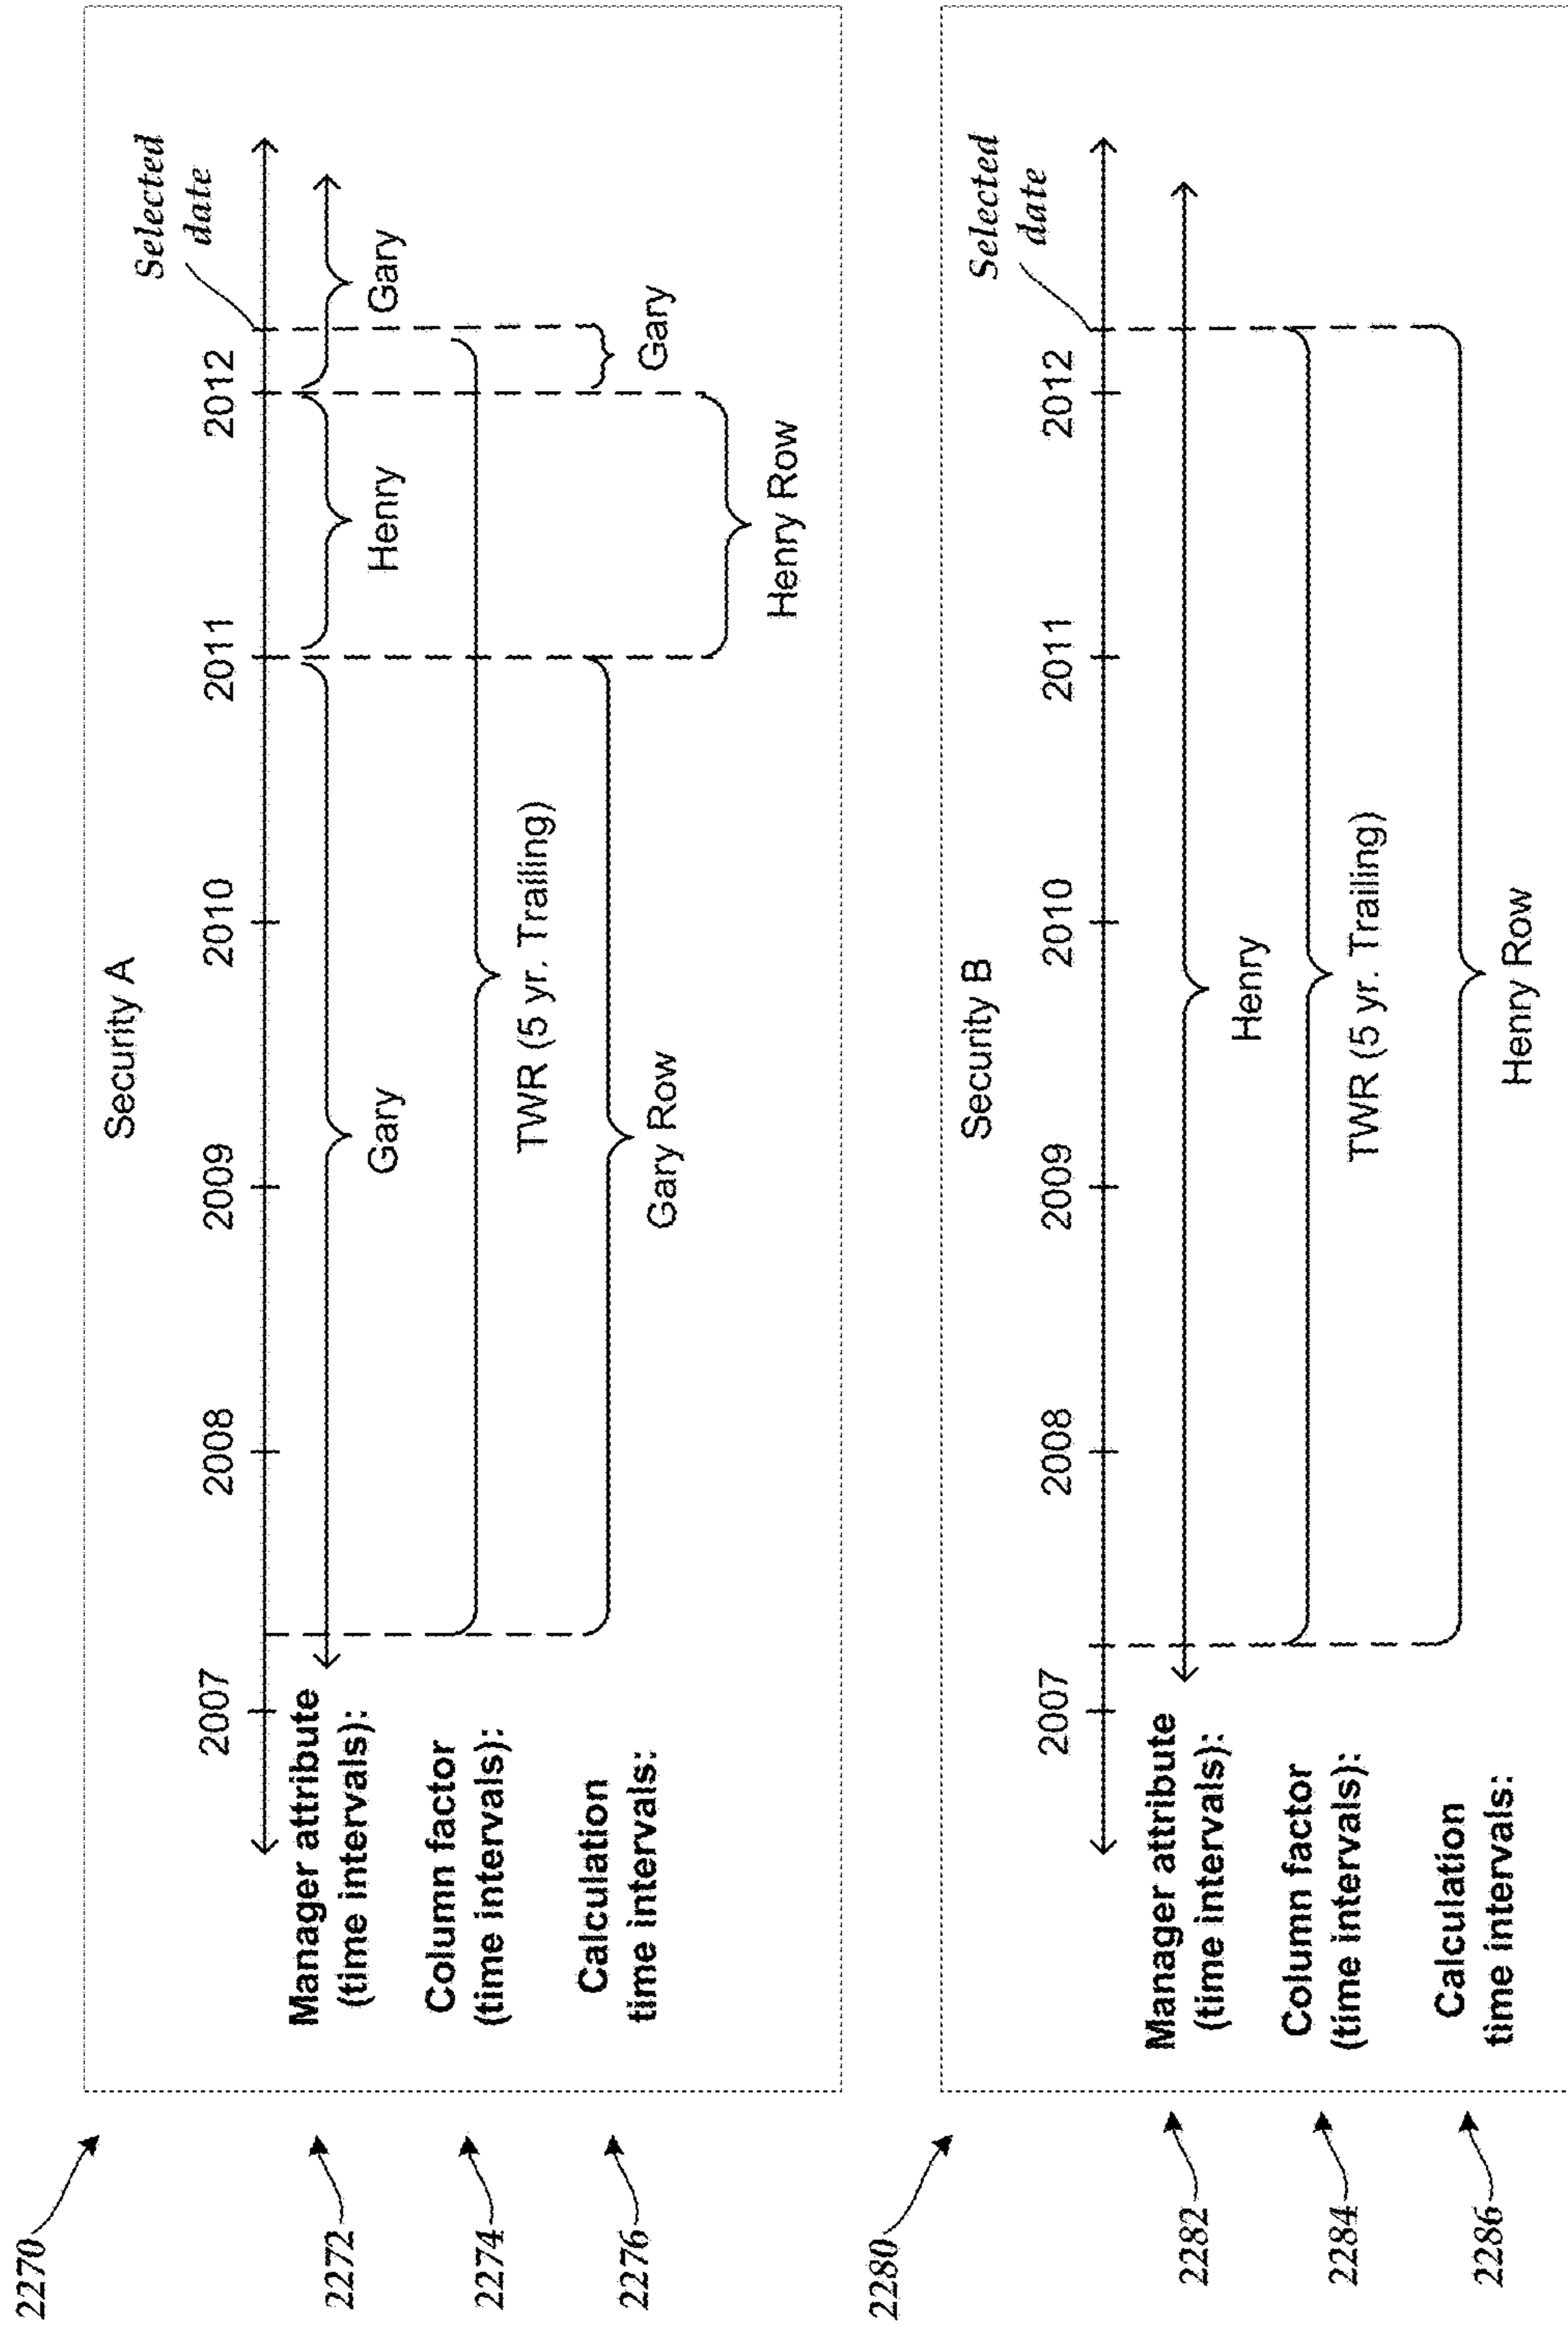 2270
Security A
Selected
date
2007
2008
2009
2010
2011
2012
2272
Manager attribute
(time intervals):
Gary
Henry
Gary
2274
Column factor
(time intervals):
TWR (5 yr. Trailing)
2276
Calculation
time intervals:
Gary Row
Gary
Henry Row
2280
Security B
Selected
date
2007
2008
2009
2010
2011
2012
2282
Manager attribute
(time intervals):
Henry
2284
Column factor
(time intervals):
TWR (5 yr. Trailing)
2286
Calculation
time intervals:
Henry Row